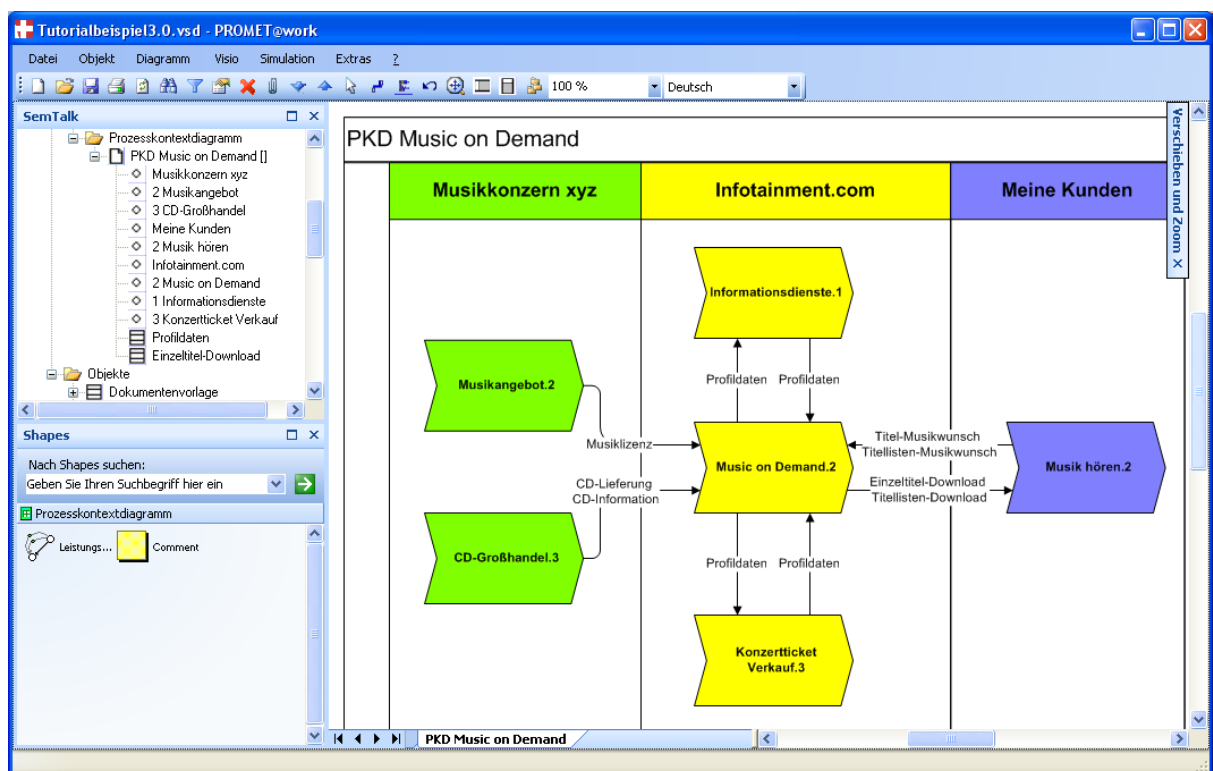 Tutorialbeispiel3.0.vsd - PROMET@work
Datei Objekt Diagramm Visio Simulation Extras ?
100 % Deutsch
SemTalk
Prozesskontextdiagramm
PKD Music on Demand []
Musikkonzern xyz
2 Musikangebot
3 CD-Großhandel
Meine Kunden
2 Musik hören
Infotainment.com
2 Music on Demand
1 Informationsdienste
3 Konzertticket Verkauf
Profildaten
Einzeltitel-Download
Objekte
Dokumentenvorlage
Shapes
Nach Shapes suchen:
Geben Sie Ihren Suchbegriff hier ein
Prozesskontextdiagramm
Leistungs... Comment
PKD Music on Demand
Musikkonzern xyz Infotainment.com Meine Kunden
Informationsdienste.1
Profildaten Profildaten
Musikangebot.2
Musiklizenz
CD-Lieferung
CD-Information
Music on Demand.2
Titel-Musikwunsch
Titellisten-Musikwunsch
Einzeltitel-Download
Titellisten-Download
Musik hören.2
CD-Großhandel.3
Profildaten Profildaten
Konzertticket
Verkauf.3
Verschieben und Zoom X
PKD Music on Demand